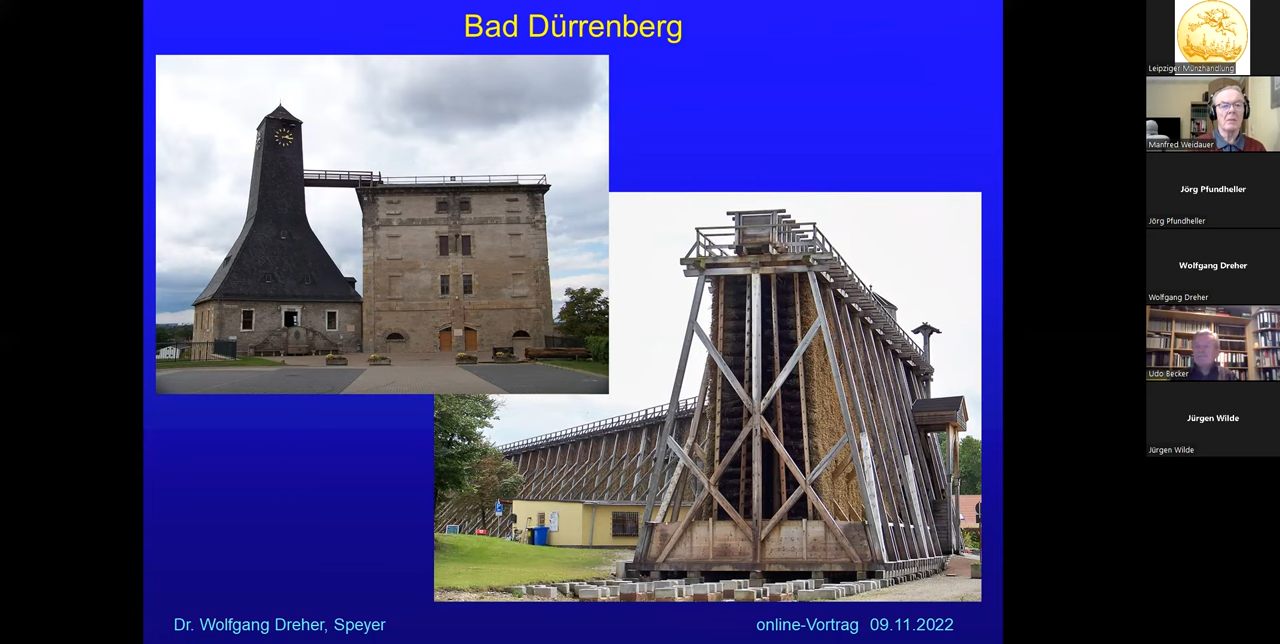 Bad Dürrenberg
Dr. Wolfgang Dreher, Speyer
online-Vortrag 09.11.2022
Leipziger Münzhandlung
Manfred Weidauer
Jörg Pfundheller
Jörg Pfundheller
Wolfgang Dreher
Wolfgang Dreher
Udo Becker
Jürgen Wilde
Jürgen Wilde